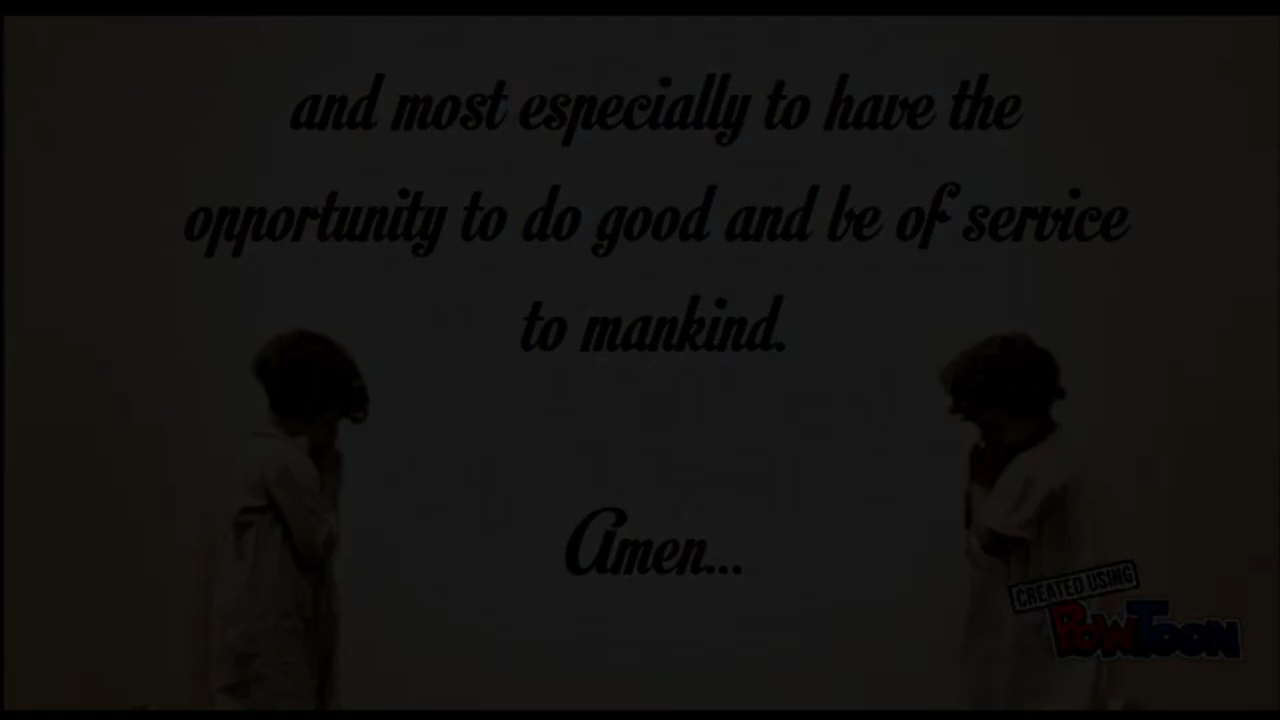 and most especially to have the
opportunity to do good and be of service
to mankind.
Amen...
CREATED USING
POWTOON